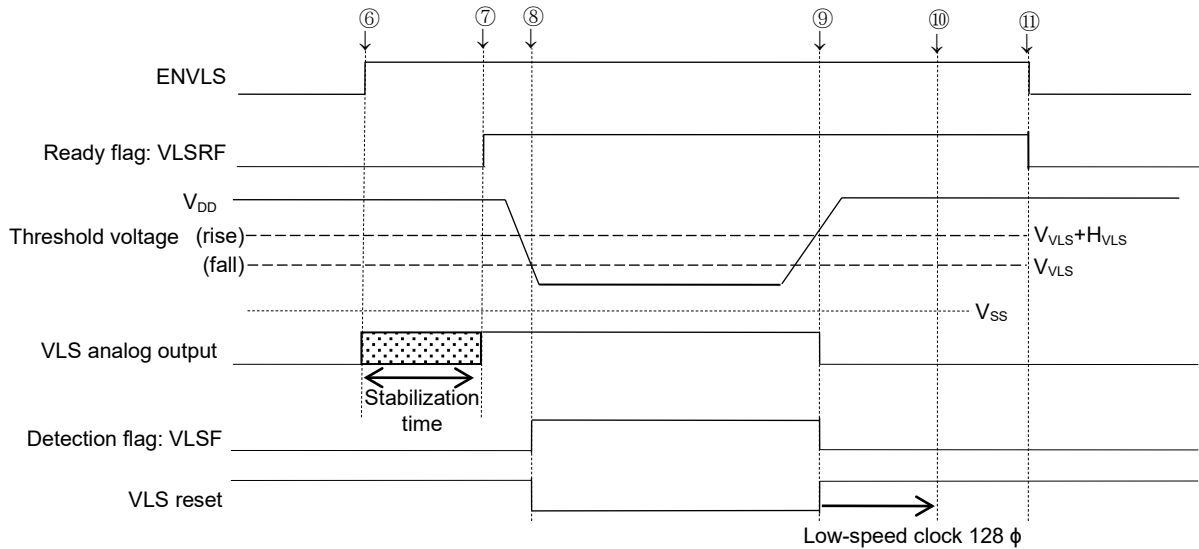 ⑥ ⑦ ⑧ ⑨ ⑩ ⑪
ENVLS
Ready flag: VLSRF
VDD
Threshold voltage (rise)
VVLS+HVLS
(fall)
VVLS
VSS
VLS analog output
Stabilization
time
Detection flag: VLSF
VLS reset
Low-speed clock 128 ϕ